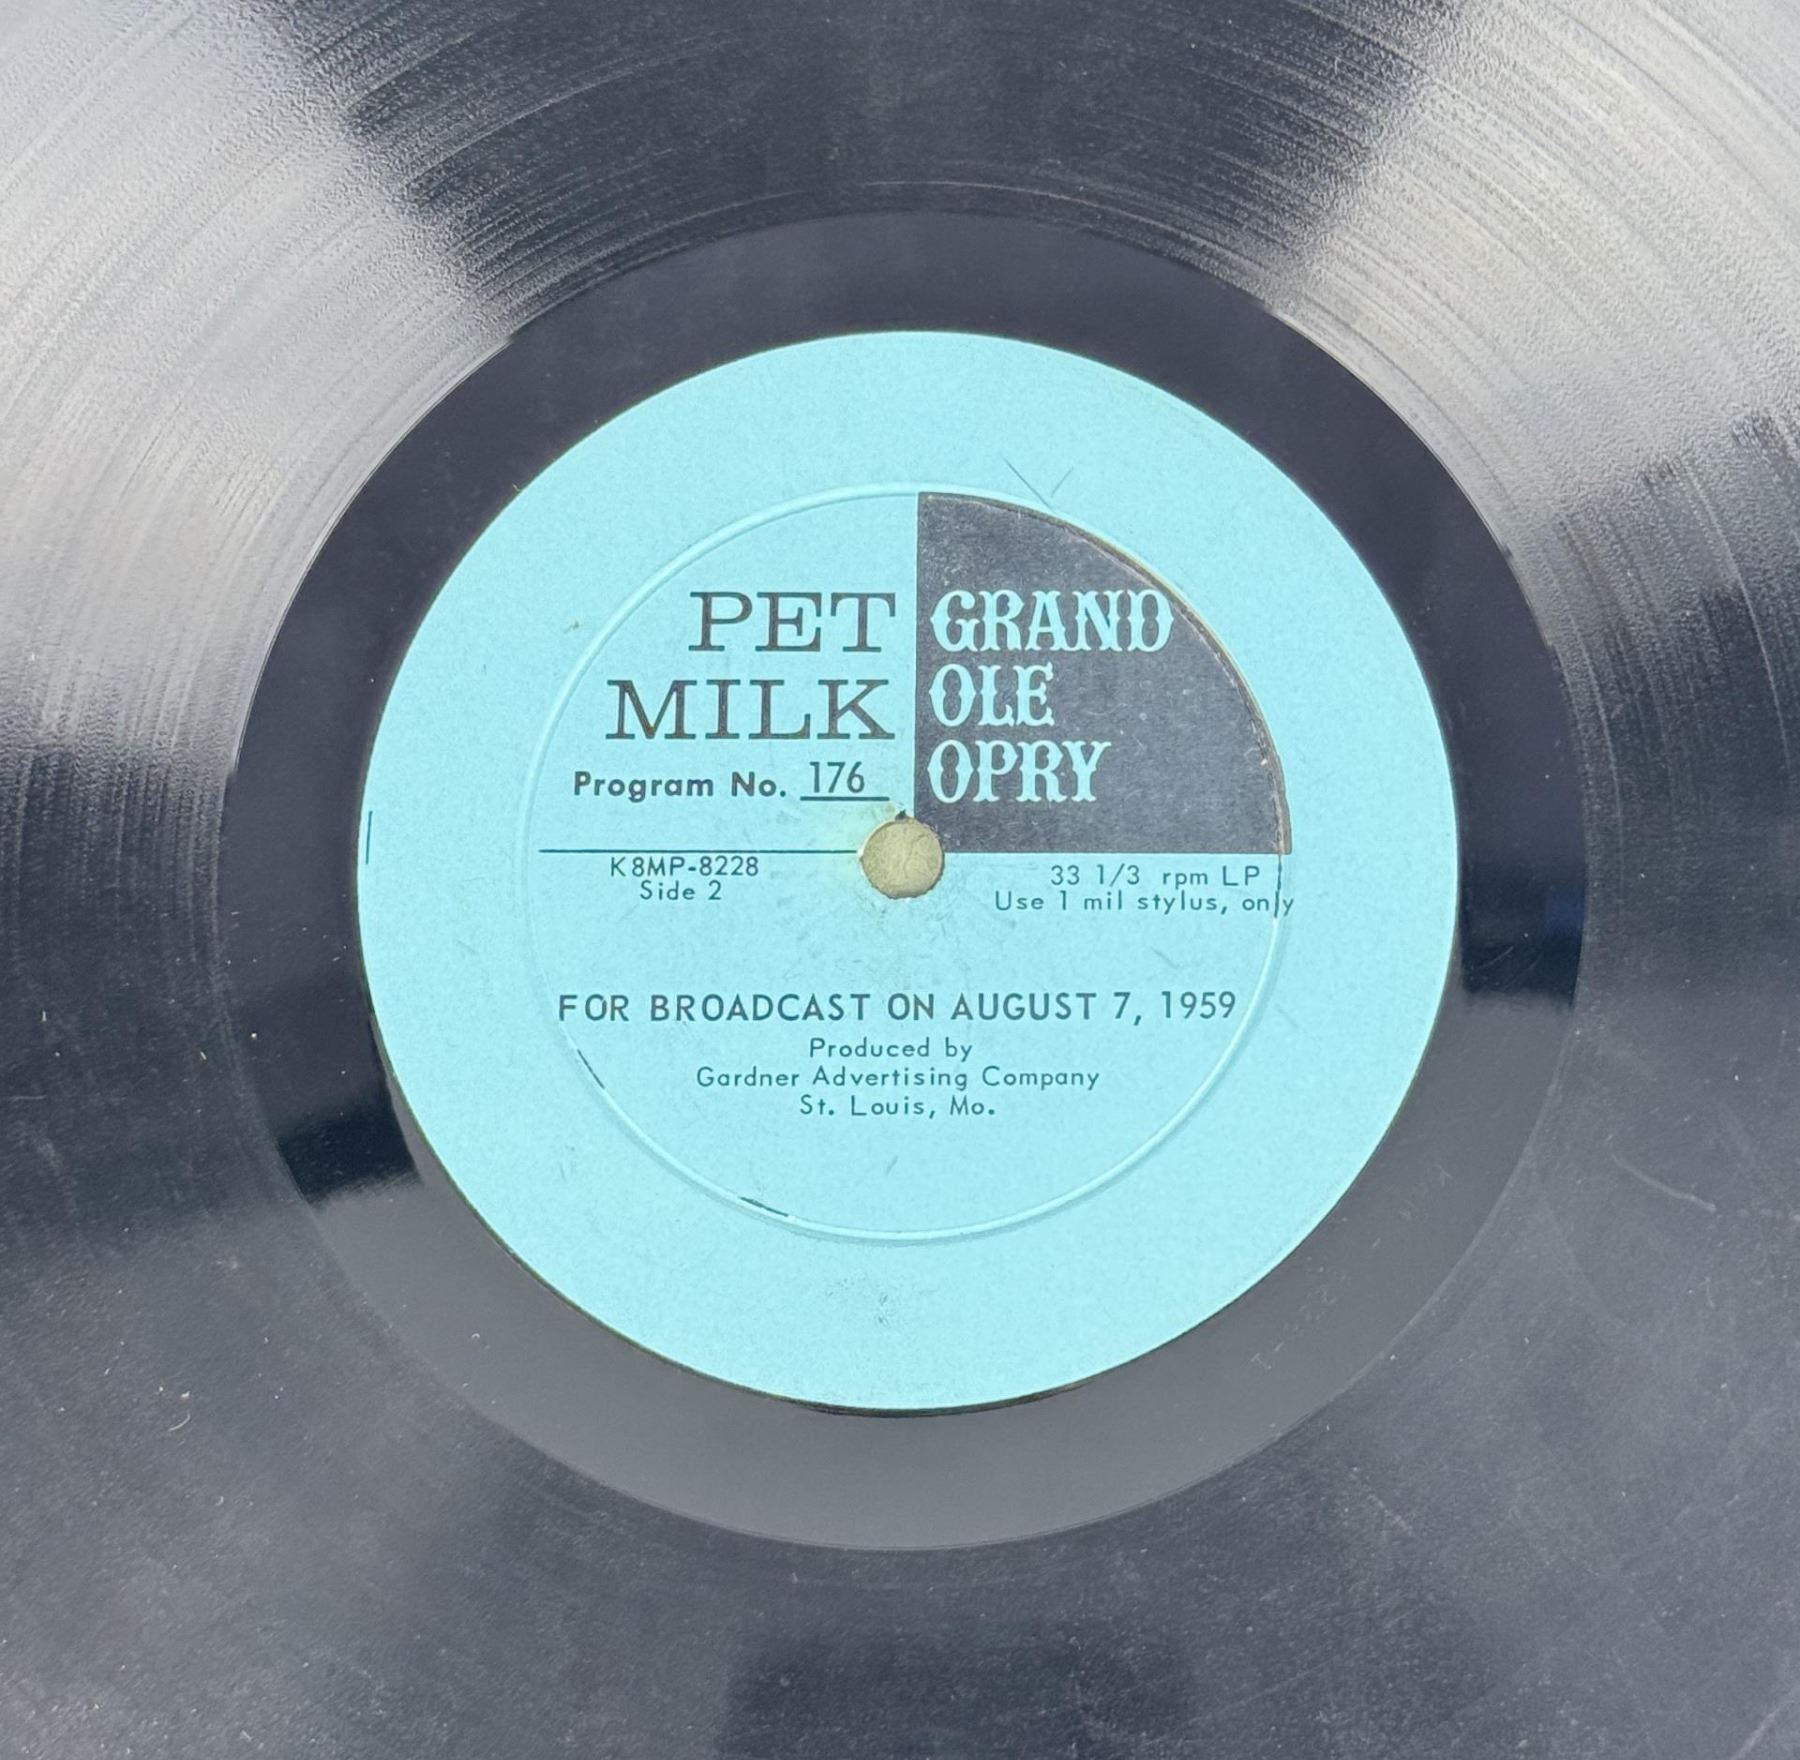 PET
MILK
Program No. 176
GRAND
OLE
OPRY
K8MP-8228
Side 2
33 1/3 rpm LP
Use 1 mil stylus, only
FOR BROADCAST ON AUGUST 7, 1959
Produced by
Gardner Advertising Company
St. Louis, Mo.